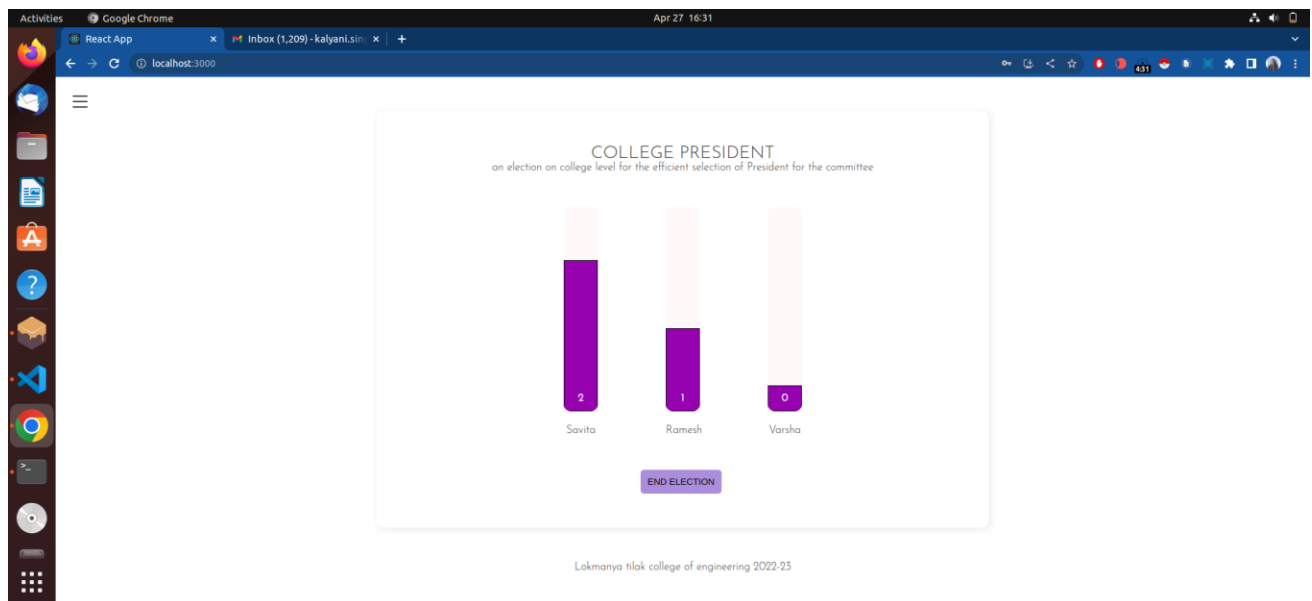 Activities Google Chrome Apr 27 16:31
React App Inbox (1,209) - kalyani.sin
localhost:3000
4:31
COLLEGE PRESIDENT
an election on college level for the efficient selection of President for the committee
2 1 0
Savita Ramesh Varsha
END ELECTION
Lokmanya tilak college of engineering 2022-23